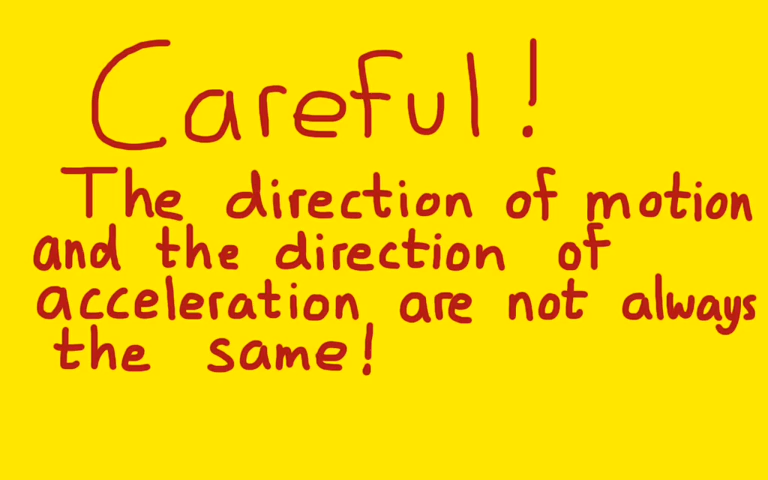 Careful!
The direction of motion
and the direction of
acceleration are not always
the same!